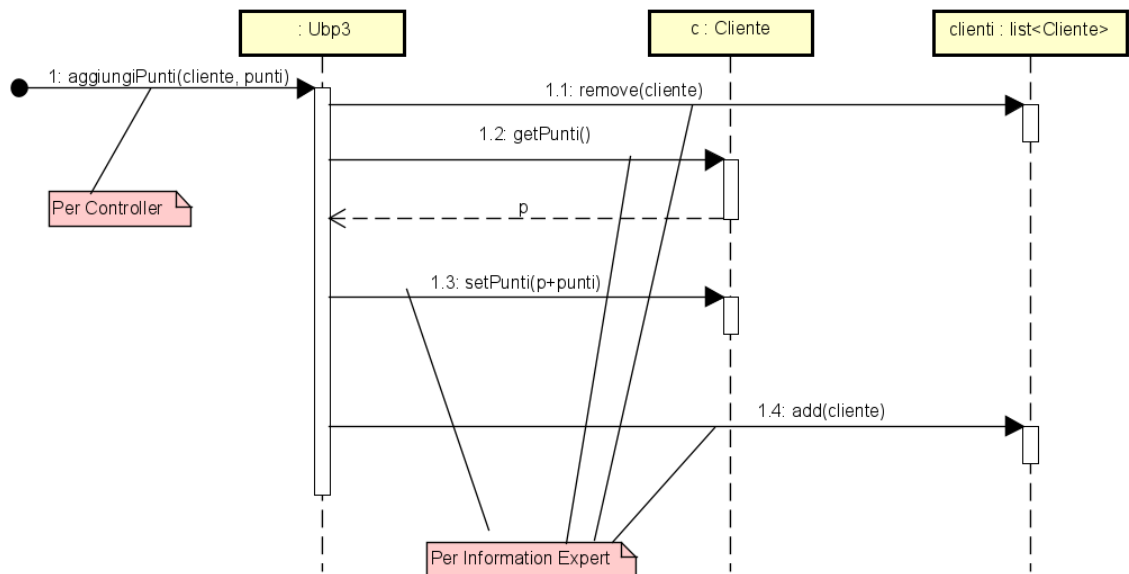 : Ubp3
c : Cliente
clienti : list<Cliente>
1: aggiungiPunti(cliente, punti)
1.1: remove(cliente)
1.2: getPunti()
Per Controller
p
1.3: setPunti(p+punti)
1.4: add(cliente)
Per Information Expert